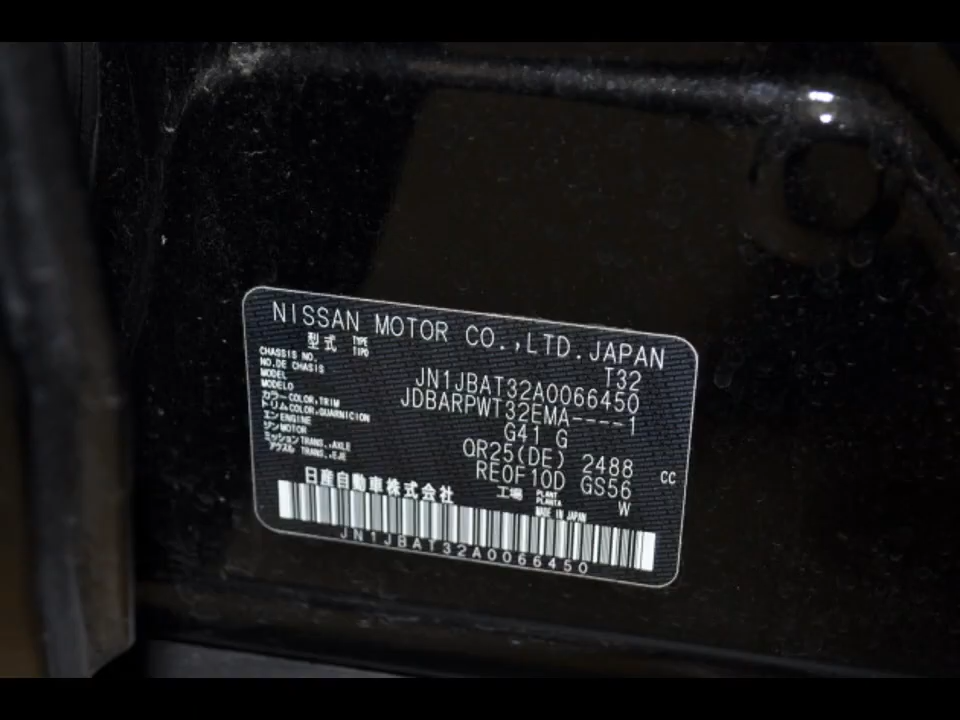 NISSAN MOTOR CO.,LTD.JAPAN
型式 TYPE TIPO T32
CHASSIS NO. NO.DE CHASIS JN1JBAT32A0066450
MODEL MODELO JDBARPWT32EMA----1
カラー COLOR,TRIM トリム COLOR,GUARNICION G41 G
エンジン ENGINE MOTOR QR25(DE) 2488 cc
ミッション TRANS.,AXLE アクスル TRANS.,EJE RE0F10D GS56
日産自動車株式会社 工場 PLANT PLANTA W
MADE IN JAPAN
JN1JBAT32A0066450